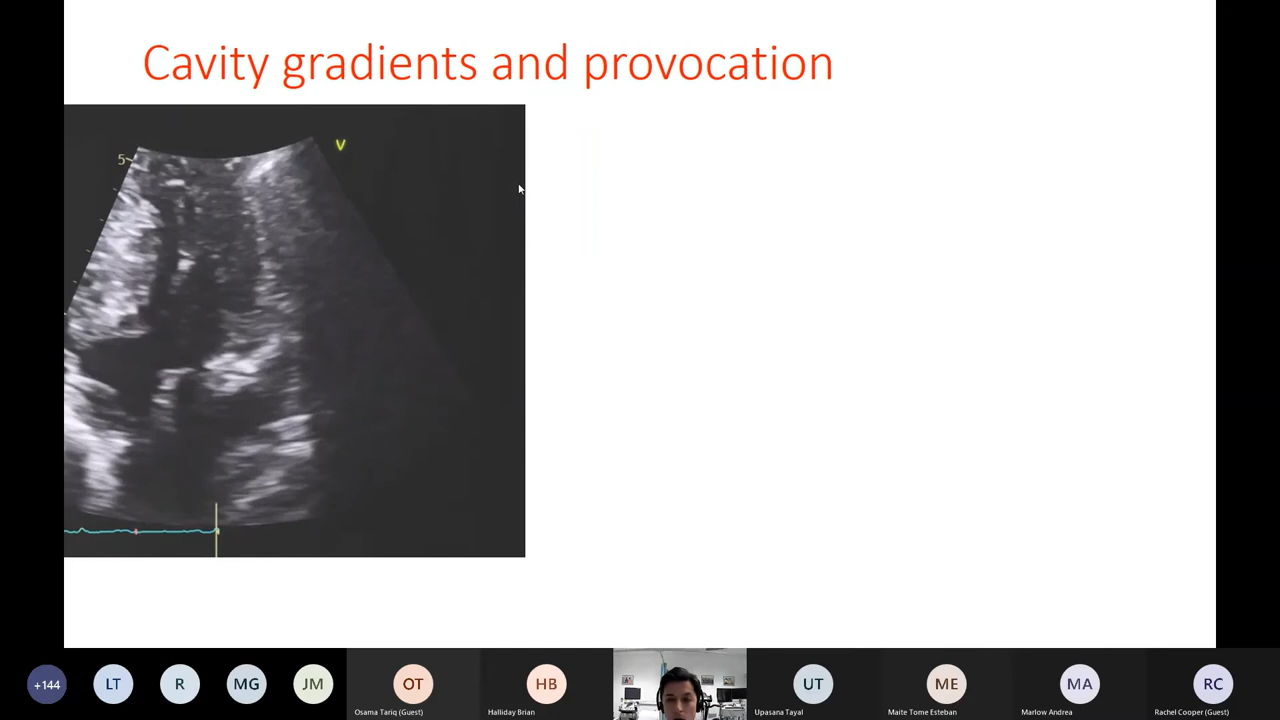 Cavity gradients and provocation
5
V
+144
LT
R
MG
JM
OT
HB
UT
ME
MA
RC
Osama Tariq (Guest)
Halliday Brian
Upasana Tayal
Maite Tome Esteban
Marlow Andrea
Rachel Cooper (Guest)